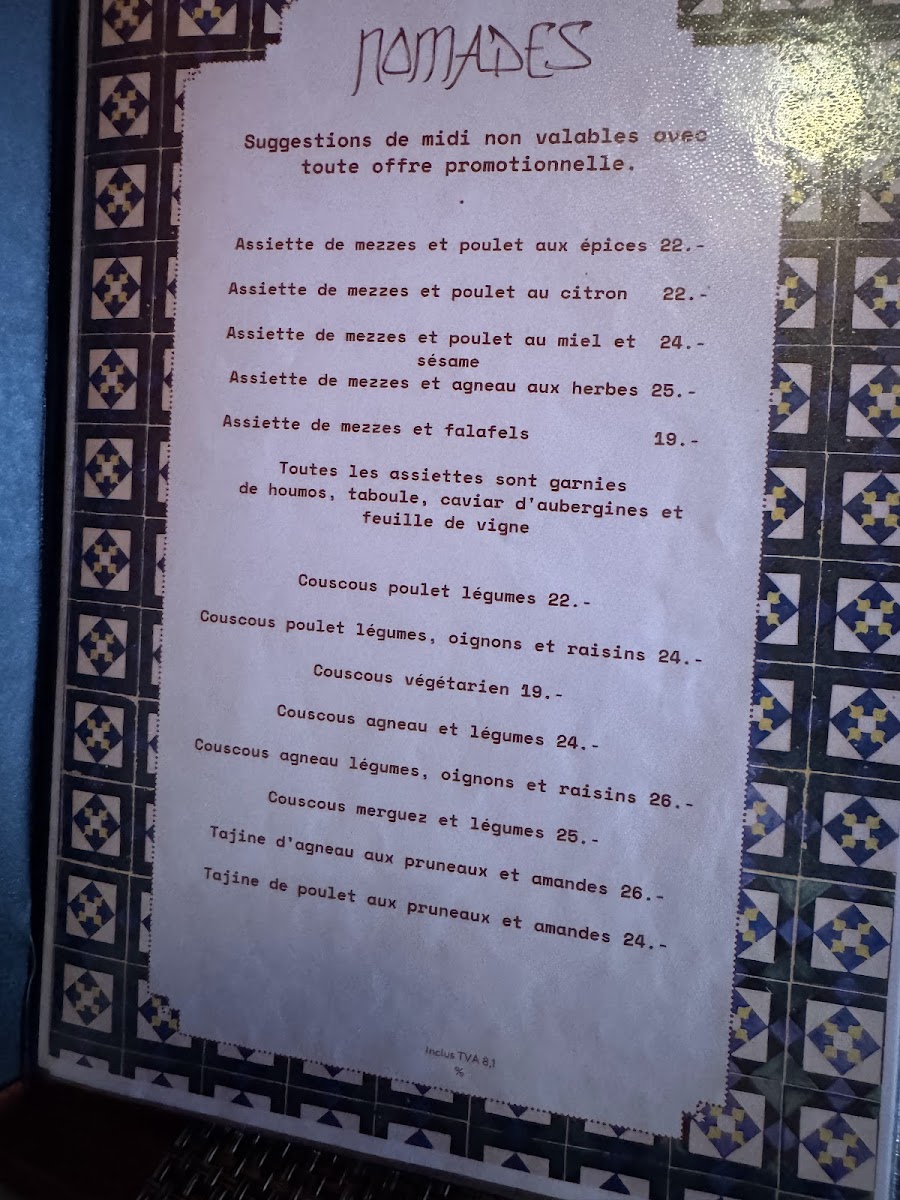 NOMADES
Suggestions de midi non valables avec
toute offre promotionnelle.
.
Assiette de mezzes et poulet aux épices 22.-
Assiette de mezzes et poulet au citron 22.-
Assiette de mezzes et poulet au miel et 24.-
sésame
Assiette de mezzes et agneau aux herbes 25.-
Assiette de mezzes et falafels 19.-
Toutes les assiettes sont garnies
de houmos, taboule, caviar d'aubergines et
feuille de vigne
Couscous poulet légumes 22.-
Couscous poulet légumes, oignons et raisins 24.-
Couscous végétarien 19.-
Couscous agneau et légumes 24.-
Couscous agneau légumes, oignons et raisins 26.-
Couscous merguez et légumes 25.-
Tajine d'agneau aux pruneaux et amandes 26.-
Tajine de poulet aux pruneaux et amandes 24.-
Inclus TVA 8,1
%